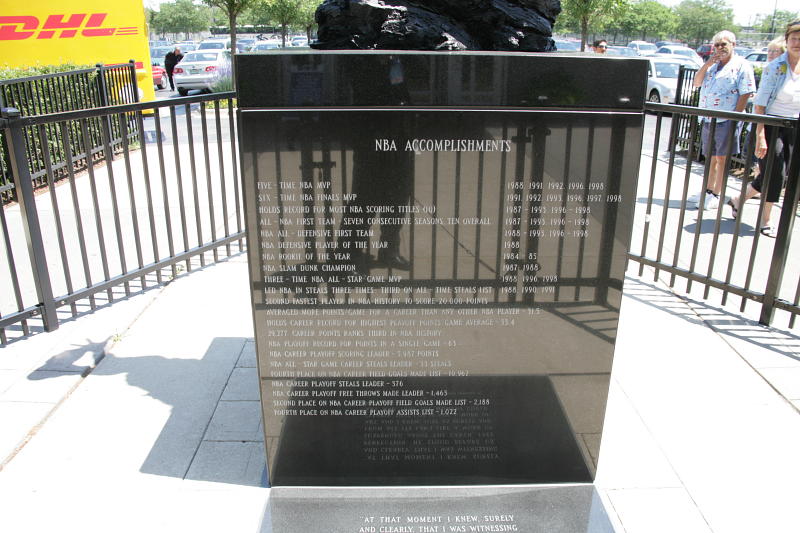 DHL
NBA ACCOMPLISHMENTS
FIVE - TIME NBA MVP 1988, 1991, 1992, 1996, 1998
SIX - TIME NBA FINALS MVP 1991, 1992, 1993, 1996, 1997, 1998
HOLDS RECORD FOR MOST NBA SCORING TITLES (10) 1987 - 1993, 1996 - 1998
ALL - NBA FIRST TEAM - SEVEN CONSECUTIVE SEASONS, TEN OVERALL 1987 - 1993, 1996 - 1998
NBA ALL - DEFENSIVE FIRST TEAM 1988 - 1993, 1996 - 1998
NBA DEFENSIVE PLAYER OF THE YEAR 1988
NBA ROOKIE OF THE YEAR 1984 - 85
NBA SLAM DUNK CHAMPION 1987, 1988
THREE - TIME NBA ALL - STAR GAME MVP 1988, 1996, 1998
LED NBA IN STEALS THREE TIMES - THIRD ON ALL - TIME STEALS LIST 1988, 1990, 1991
SECOND FASTEST PLAYER IN NBA HISTORY TO SCORE 20,000 POINTS
AVERAGED MORE POINTS/GAME FOR A CAREER THAN ANY OTHER NBA PLAYER - 31.5
HOLDS CAREER RECORD FOR HIGHEST PLAYOFF POINTS GAME AVERAGE - 33.4
29,277 CAREER POINTS RANKS THIRD IN NBA HISTORY
NBA PLAYOFF RECORD FOR POINTS IN A SINGLE GAME - 63
NBA CAREER PLAYOFF SCORING LEADER - 5,987 POINTS
NBA ALL - STAR GAME CAREER STEALS LEADER - 33 STEALS
FOURTH PLACE ON NBA CAREER FIELD GOALS MADE LIST - 10,962
NBA CAREER PLAYOFF STEALS LEADER - 376
NBA CAREER PLAYOFF FREE THROWS MADE LEADER - 1,463
SECOND PLACE ON NBA CAREER PLAYOFF FIELD GOALS MADE LIST - 2,188
FOURTH PLACE ON NBA CAREER PLAYOFF ASSISTS LIST - 1,022
"AT THAT MOMENT I KNEW, SURELY
AND CLEARLY, THAT I WAS WITNESSING